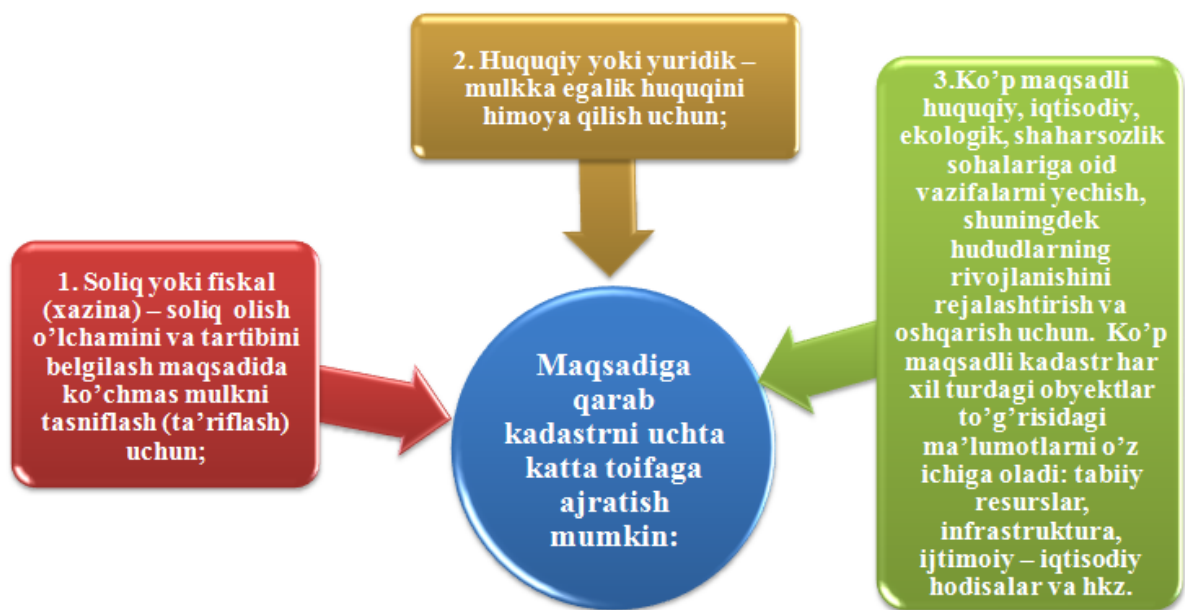 2. Huquqiy yoki yuridik –
mulkka egalik huquqini
himoya qilish uchun;
1. Soliq yoki fiskal
(xazina) – soliq olish
o’lchamini va tartibini
belgilash maqsadida
ko’chmas mulkni
tasniflash (ta’riflash)
uchun;
Maqsadiga
qarab
kadastrni uchta
katta toifaga
ajratish
mumkin:
3.Ko’p maqsadli
huquqiy, iqtisodiy,
ekologik, shaharsozlik
sohalariga oid
vazifalarni yechish,
shuningdek
hududlarning
rivojlanishini
rejalashtirish va
oshqarish uchun. Ko’p
maqsadli kadastr har
xil turdagi obyektlar
to’g’risidagi
ma’lumotlarni o’z
ichiga oladi: tabiiy
resurslar,
infrastruktura,
ijtimoiy – iqtisodiy
hodisalar va hkz.